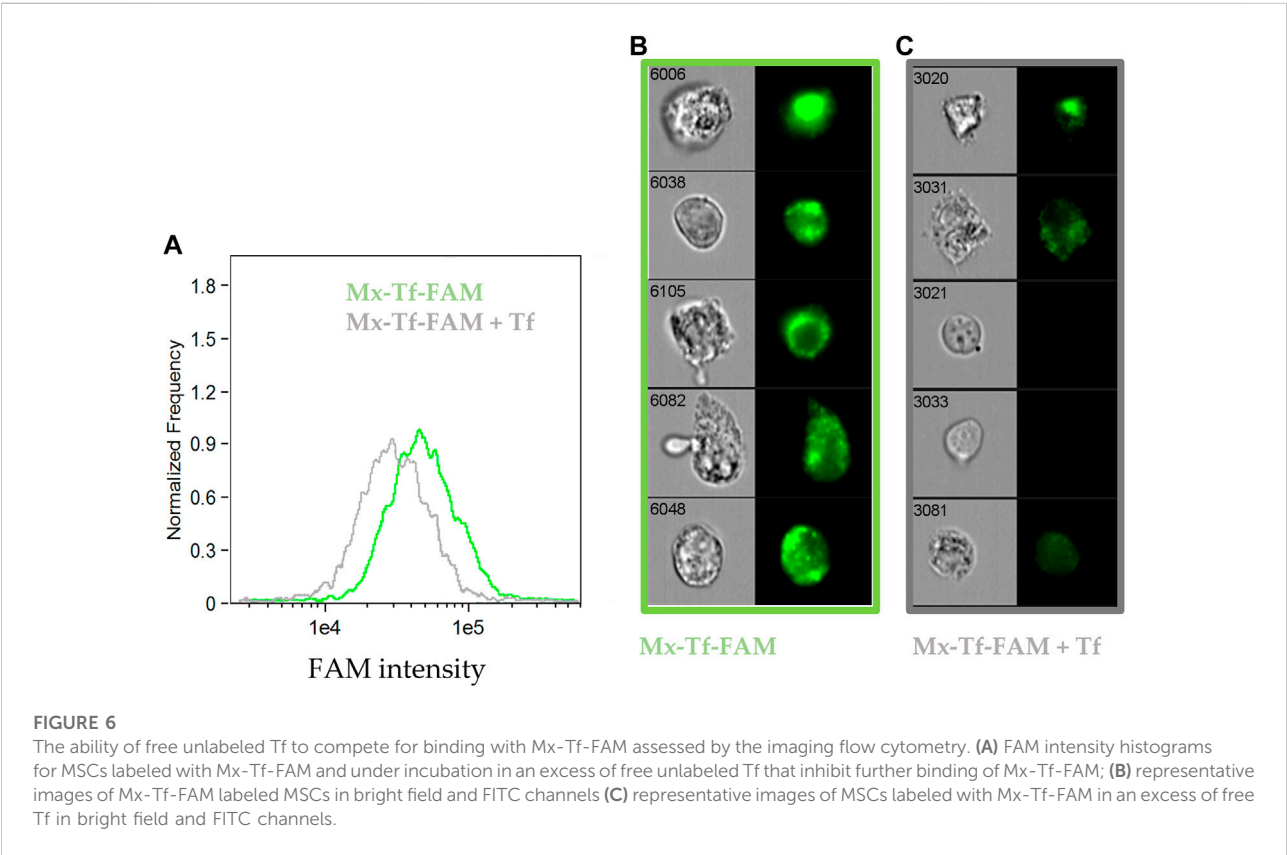 B
C
6006
6038
6105
6082
6048
3020
3031
3021
3033
3081
A
Mx-Tf-FAM
Mx-Tf-FAM + Tf
Normalized Frequency
1.8
1.5
1.2
0.9
0.6
0.3
0
1e4
1e5
FAM intensity
Mx-Tf-FAM
Mx-Tf-FAM + Tf
FIGURE 6
The ability of free unlabeled Tf to compete for binding with Mx-Tf-FAM assessed by the imaging flow cytometry. (A) FAM intensity histograms
for MSCs labeled with Mx-Tf-FAM and under incubation in an excess of free unlabeled Tf that inhibit further binding of Mx-Tf-FAM; (B) representative
images of Mx-Tf-FAM labeled MSCs in bright field and FITC channels (C) representative images of MSCs labeled with Mx-Tf-FAM in an excess of free
Tf in bright field and FITC channels.